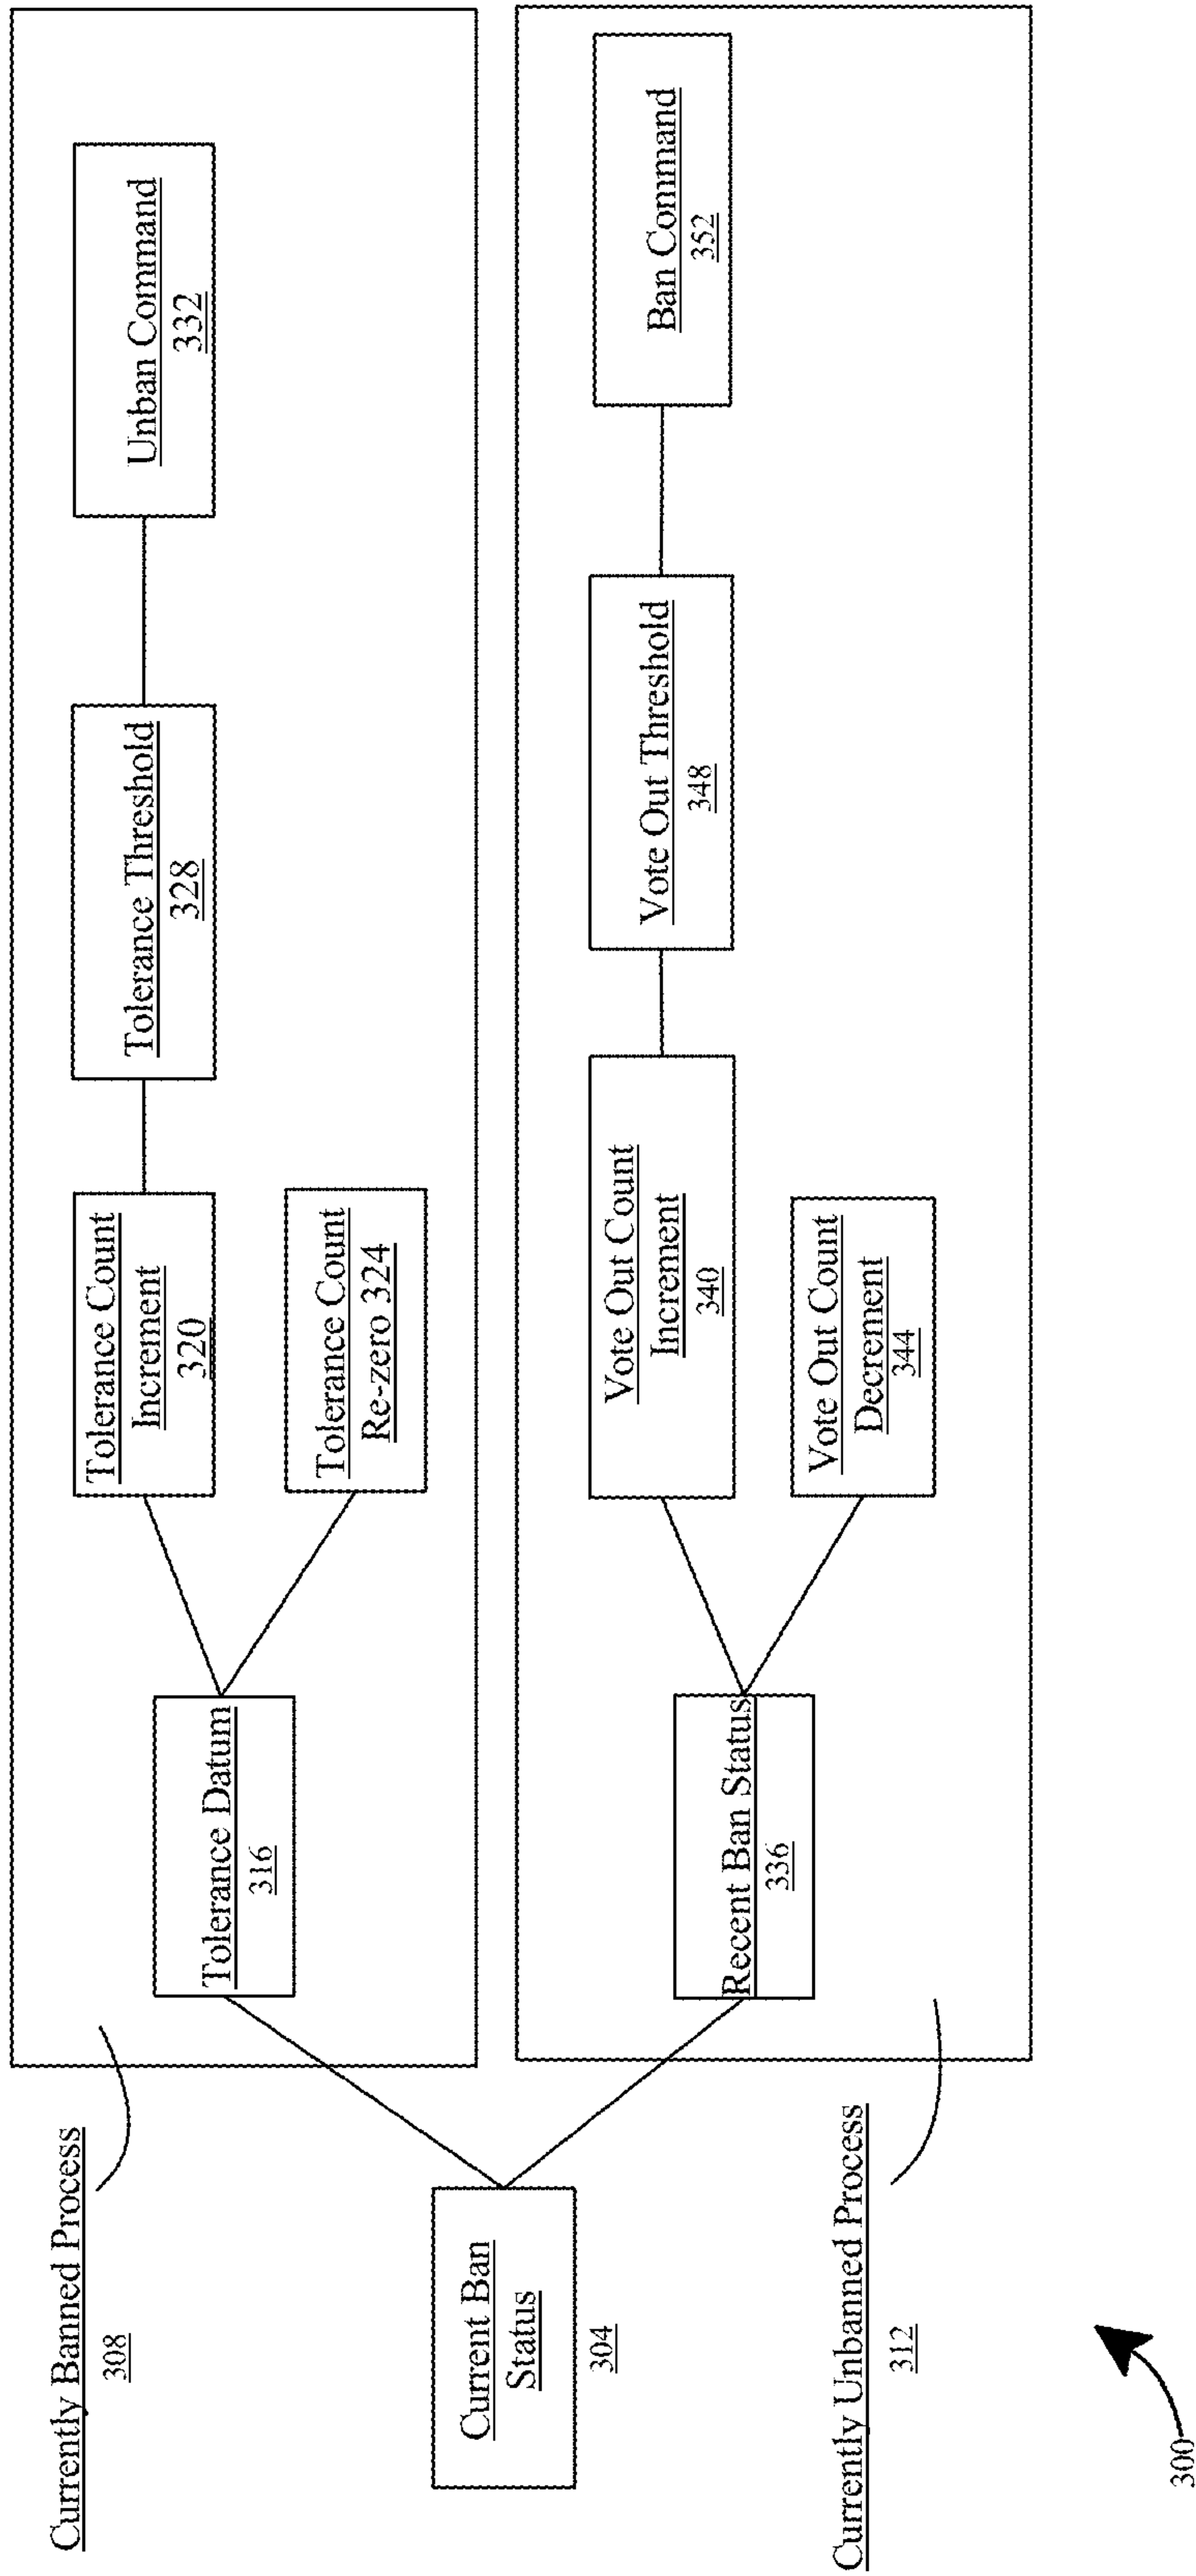 Currently Banned Process
308
Tolerance Datum
316
Tolerance Count
Increment
320
Tolerance Count
Re-zero 324
Tolerance Threshold
328
Unban Command
332
Current Ban
Status
304
Currently Unbanned Process
312
Recent Ban Status
336
Vote Out Count
Increment
340
Vote Out Count
Decrement
344
Vote Out Threshold
348
Ban Command
352
300